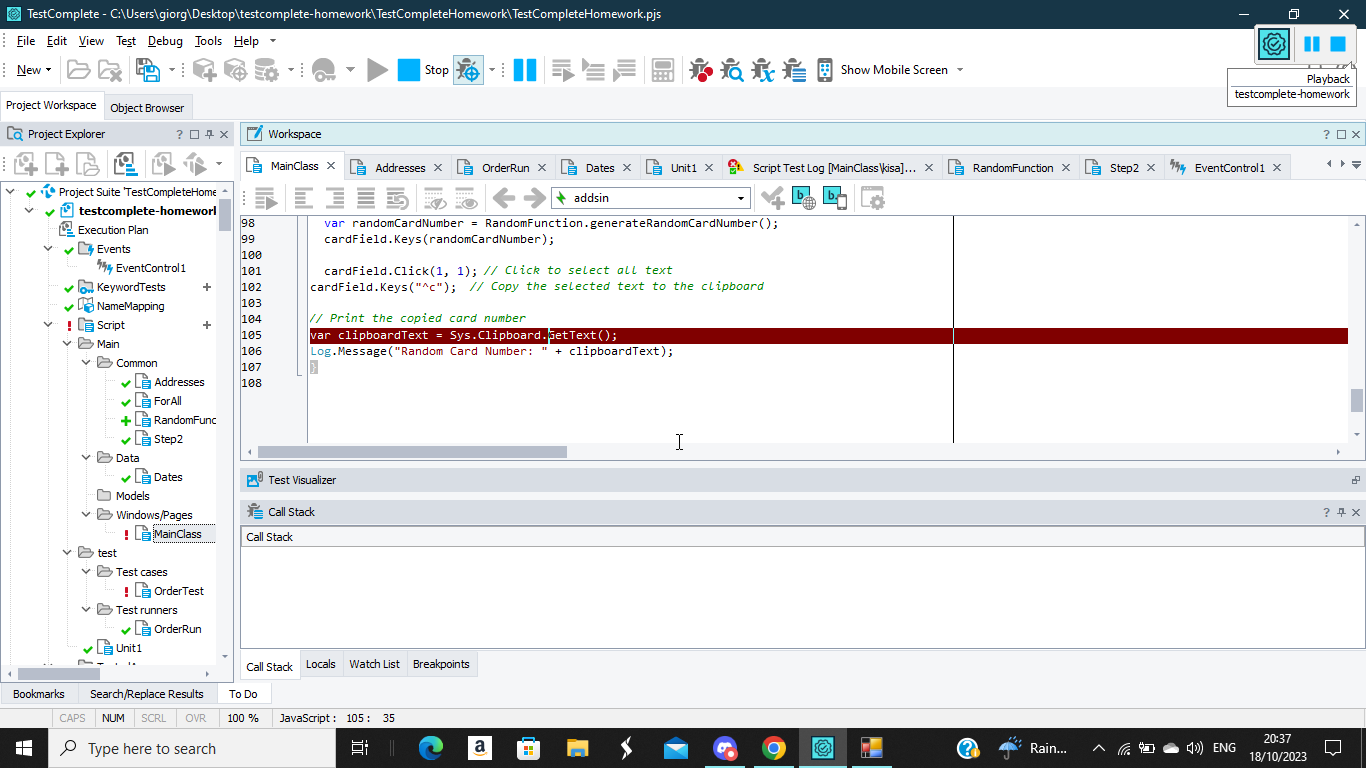 TestComplete - C:\Users\giorg\Desktop\testcomplete-homework\TestCompleteHomework\TestCompleteHomework.pjs
File Edit View Test Debug Tools Help
New Stop Show Mobile Screen
Playback
testcomplete-homework
Project Workspace Object Browser
Project Explorer
Workspace
MainClass Addresses OrderRun Dates Unit1 Script Test Log [MainClass\kisa]... RandomFunction Step2 EventControl1
addsin
Project Suite 'TestCompleteHome
testcomplete-homework
Execution Plan
Events
EventControl1
KeywordTests
NameMapping
Script
Main
Common
Addresses
ForAll
RandomFunc
Step2
Data
Dates
Models
Windows/Pages
MainClass
test
Test cases
OrderTest
Test runners
OrderRun
Unit1
98 var randomCardNumber = RandomFunction.generateRandomCardNumber();
99 cardField.Keys(randomCardNumber);
100
101 cardField.Click(1, 1); // Click to select all text
102 cardField.Keys("^c"); // Copy the selected text to the clipboard
103
104 // Print the copied card number
105 var clipboardText = Sys.Clipboard.GetText();
106 Log.Message("Random Card Number: " + clipboardText);
107 }
108
Test Visualizer
Call Stack
Call Stack
Call Stack Locals Watch List Breakpoints
Bookmarks Search/Replace Results To Do
CAPS NUM SCRL OVR 100 % JavaScript : 105 : 35
Type here to search
Rain... ENG 20:37
18/10/2023